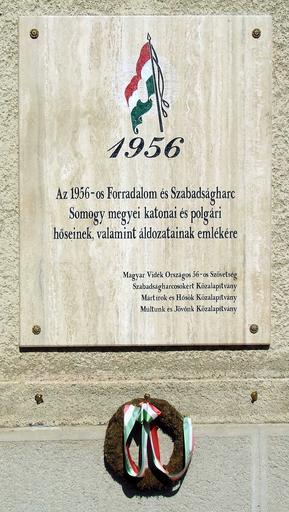 1956
Az 1956-os Forradalom és Szabadságharc
Somogy megyei katonai és polgári
hőseinek, valamint áldozatainak emlékére
Magyar Vidék Országos 56-os Szövetség
Szabadságharcosokért Közalapítvány
Mártírok és Hősök Közalapítvány
Múltunk és Jövőnk Közalapítvány